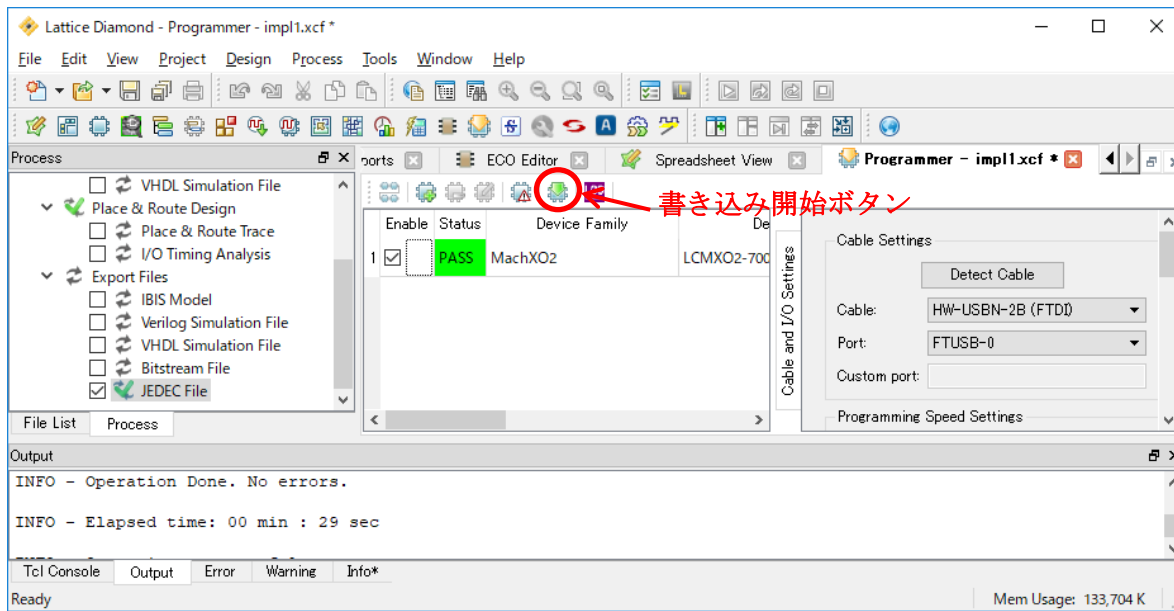 Lattice Diamond - Programmer - impl1.xcf *
File Edit View Project Design Process Tools Window Help
Process
VHDL Simulation File
Place & Route Design
Place & Route Trace
I/O Timing Analysis
Export Files
IBIS Model
Verilog Simulation File
VHDL Simulation File
Bitstream File
JEDEC File
File List Process
ports ECO Editor Spreadsheet View Programmer - impl1.xcf *
書き込み開始ボタン
Enable Status Device Family De
1 PASS MachXO2 LCMXO2-700
Cable and I/O Settings
Cable Settings
Detect Cable
Cable: HW-USBN-2B (FTDI)
Port: FTUSB-0
Custom port:
Programming Speed Settings
Output
INFO - Operation Done. No errors.
INFO - Elapsed time: 00 min : 29 sec
Tcl Console Output Error Warning Info*
Ready Mem Usage: 133,704 K